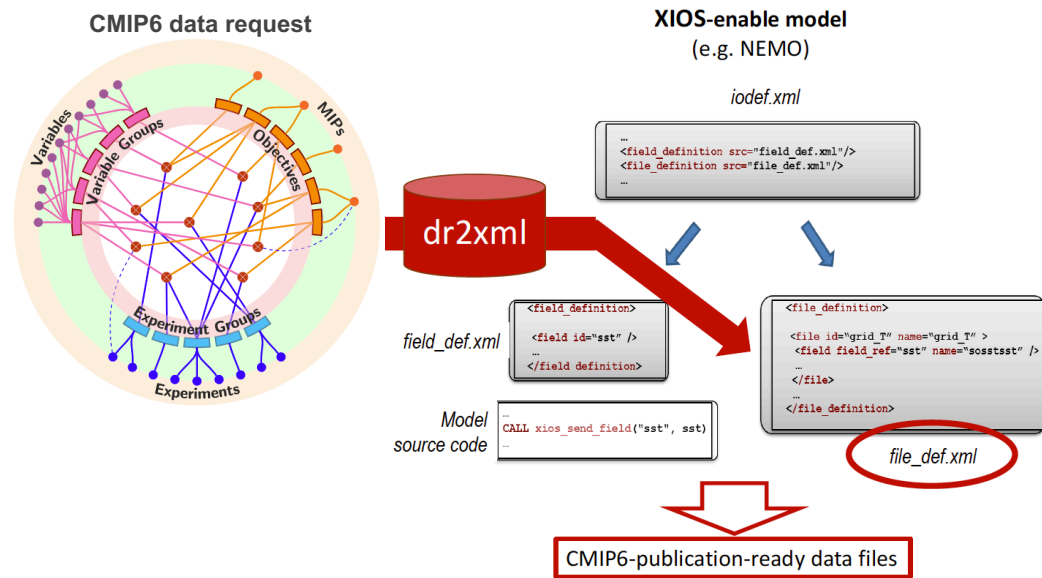 CMIP6 data request
Variables
Variable Groups
Objectives
MIPs
Experiment Groups
Experiments
dr2xml
XIOS-enable model
(e.g. NEMO)
iodef.xml
…
<field_definition src="field_def.xml"/>
<file_definition src="file_def.xml"/>
…
field_def.xml
<field_definition>
<field id="sst" />
…
</field definition>
Model
source code
…
CALL xios_send_field("sst", sst)
…
<file_definition>
<file id=“grid_T” name=“grid_T” >
<field field_ref=“sst” name=“sosstsst” />
…
</file>
…
</file_definition>
file_def.xml
CMIP6-publication-ready data files